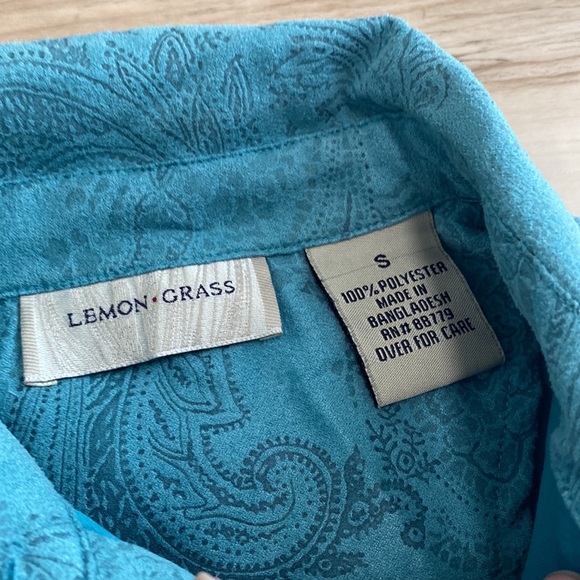 LEMON · GRASS
S
100% POLYESTER
MADE IN
BANGLADESH
RN# 88779
OVER FOR CARE